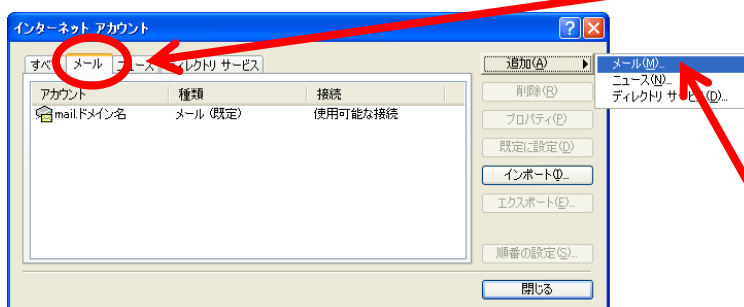 インターネット アカウント
すべて メール ニュース ディレクトリ サービス
アカウント 種類 接続
mail.ドメイン名 メール (既定) 使用可能な接続
追加(A)
削除(R)
プロパティ(P)
既定に設定(D)
インポート(I)...
エクスポート(E)...
順番の設定(S)...
閉じる
メール(M)...
ニュース(N)...
ディレクトリ サービス(D)...